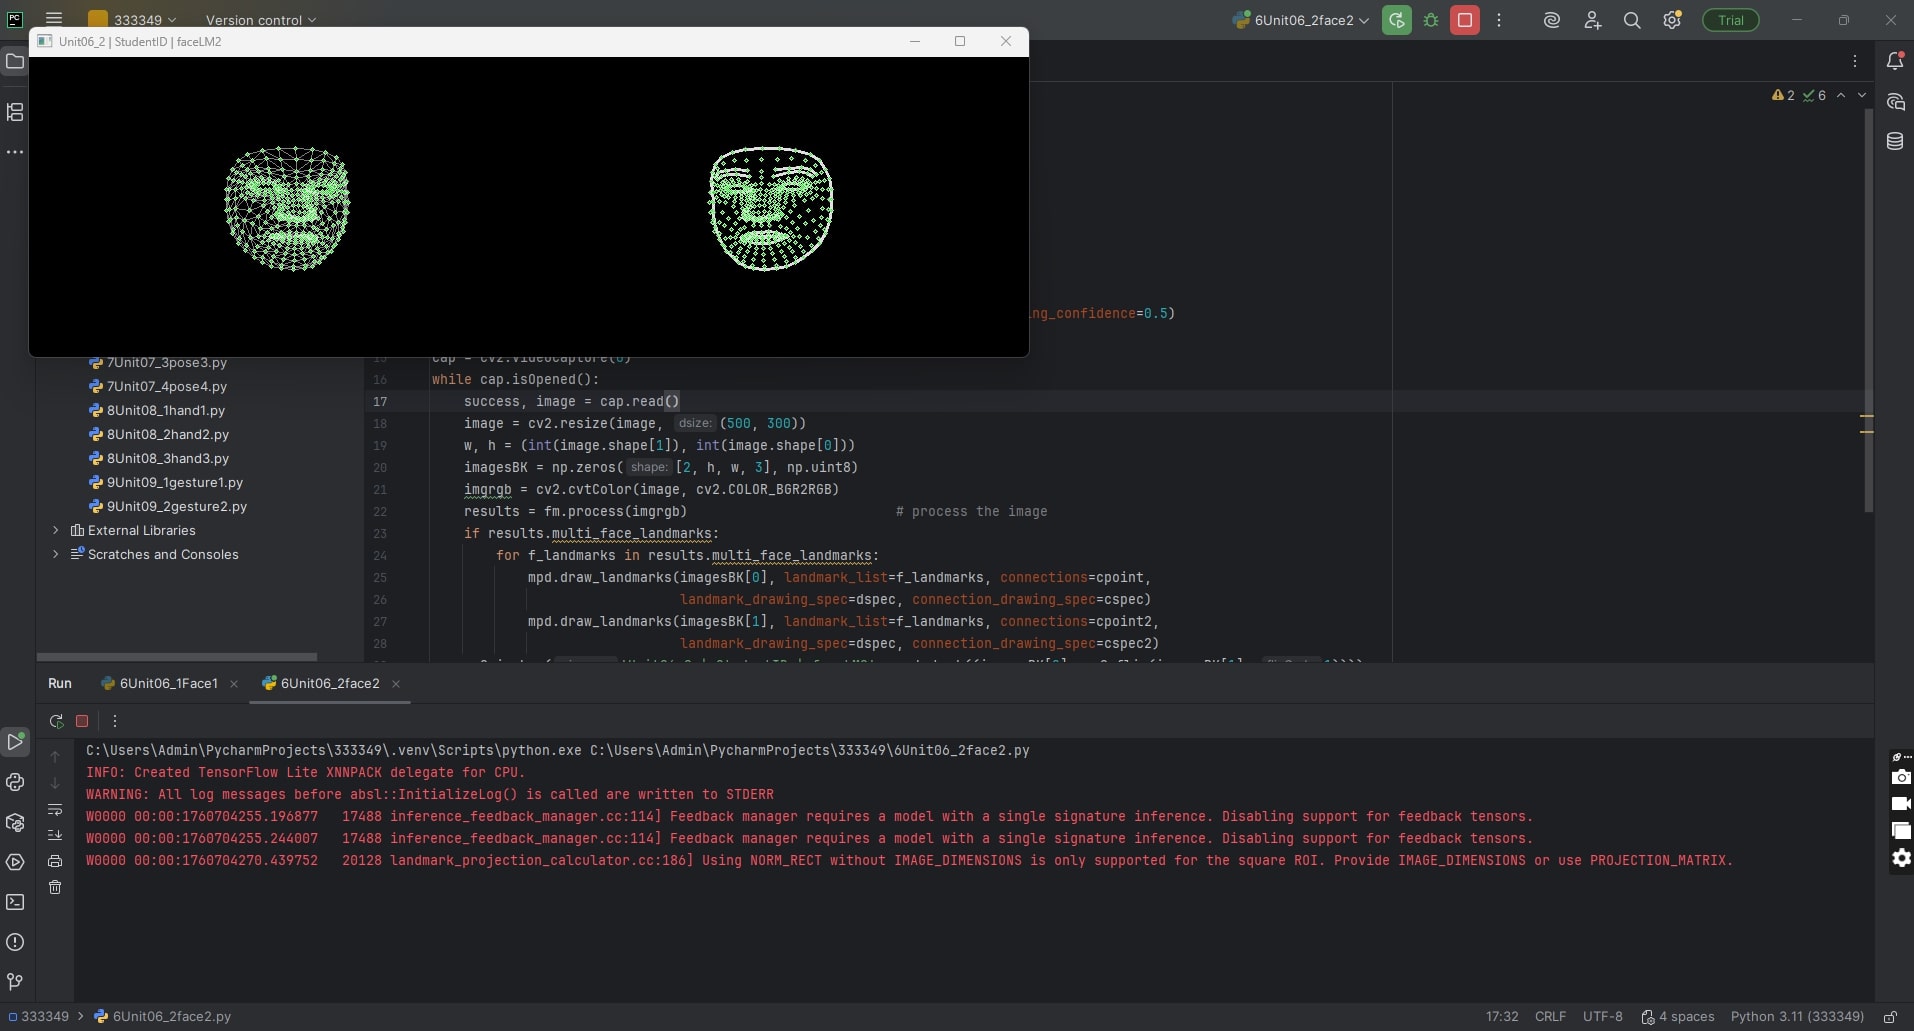 333349
Version control
6Unit06_2face2
Trial
Unit06_2 | StudentID | faceLM2
2 6
ng_confidence=0.5)
16 while cap.isOpened():
17 success, image = cap.read()
18 image = cv2.resize(image, dsize: (500, 300))
19 w, h = (int(image.shape[1]), int(image.shape[0]))
20 imagesBK = np.zeros( shape: [2, h, w, 3], np.uint8)
21 imgrgb = cv2.cvtColor(image, cv2.COLOR_BGR2RGB)
22 results = fm.process(imgrgb) # process the image
23 if results.multi_face_landmarks:
24 for f_landmarks in results.multi_face_landmarks:
25 mpd.draw_landmarks(imagesBK[0], landmark_list=f_landmarks, connections=cpoint,
26 landmark_drawing_spec=dspec, connection_drawing_spec=cspec)
27 mpd.draw_landmarks(imagesBK[1], landmark_list=f_landmarks, connections=cpoint2,
28 landmark_drawing_spec=dspec, connection_drawing_spec=cspec2)
7Unit07_3pose3.py
7Unit07_4pose4.py
8Unit08_1hand1.py
8Unit08_2hand2.py
8Unit08_3hand3.py
9Unit09_1gesture1.py
9Unit09_2gesture2.py
External Libraries
Scratches and Consoles
Run
6Unit06_1Face1
6Unit06_2face2
C:\Users\Admin\PycharmProjects\333349\.venv\Scripts\python.exe C:\Users\Admin\PycharmProjects\333349\6Unit06_2face2.py
INFO: Created TensorFlow Lite XNNPACK delegate for CPU.
WARNING: All log messages before absl::InitializeLog() is called are written to STDERR
W0000 00:00:1760704255.196877 17488 inference_feedback_manager.cc:114] Feedback manager requires a model with a single signature inference. Disabling support for feedback tensors.
W0000 00:00:1760704255.244007 17488 inference_feedback_manager.cc:114] Feedback manager requires a model with a single signature inference. Disabling support for feedback tensors.
W0000 00:00:1760704270.439752 20128 landmark_projection_calculator.cc:186] Using NORM_RECT without IMAGE_DIMENSIONS is only supported for the square ROI. Provide IMAGE_DIMENSIONS or use PROJECTION_MATRIX.
333349 > 6Unit06_2face2.py
17:32 CRLF UTF-8 4 spaces Python 3.11 (333349)